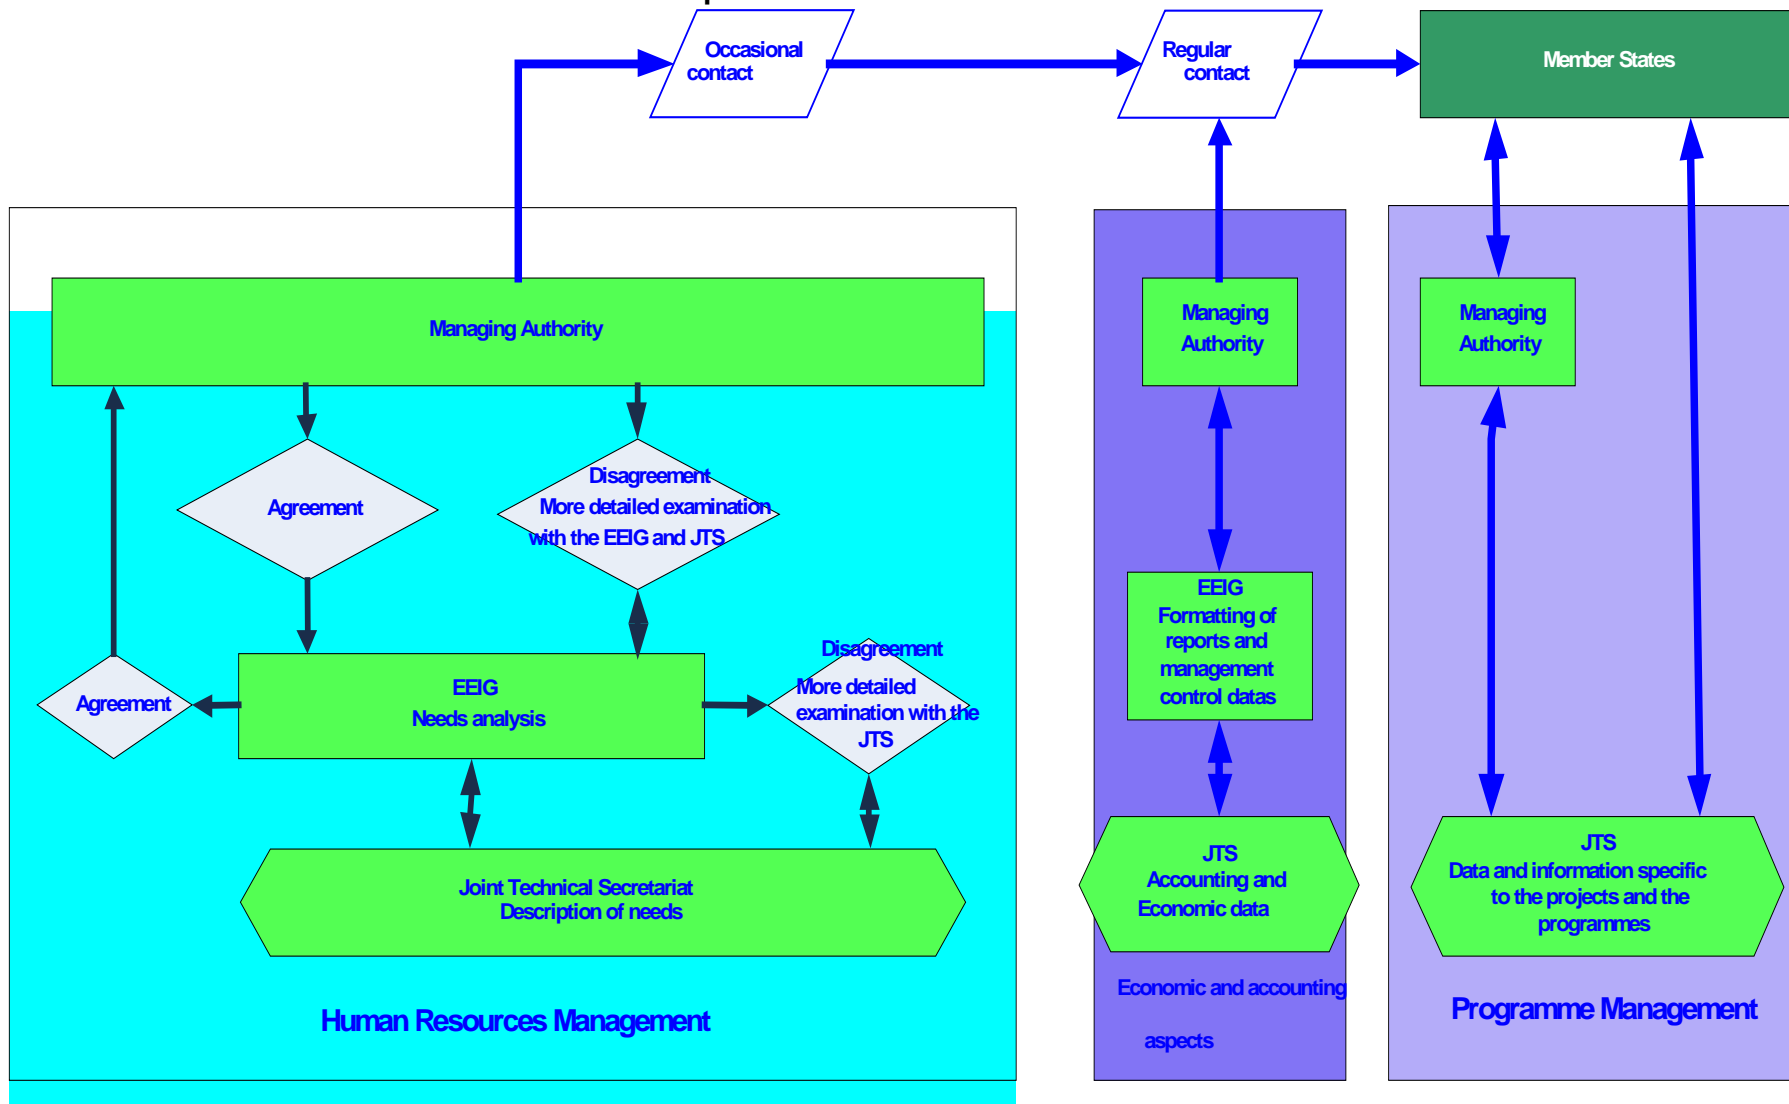 Occasional
contact
Regular
contact
Member States
Managing Authority
Agreement
Disagreement
More detailed examination
with the EEIG and JTS
Agreement
EEIG
Needs analysis
Disagreement
More detailed
examination with the
JTS
Joint Technical Secretariat
Description of needs
Human Resources Management
Managing
Authority
EEIG
Formatting of
reports and
management
control datas
JTS
Accounting and
Economic data
Economic and accounting
aspects
Managing
Authority
JTS
Data and information specific
to the projects and the
programmes
Programme Management